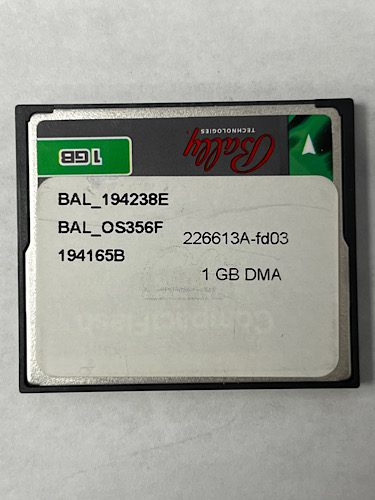 1GB
Bally
TECHNOLOGIES
BAL_194238E
BAL_OS356F
194165B
226613A-fd03
1 GB DMA